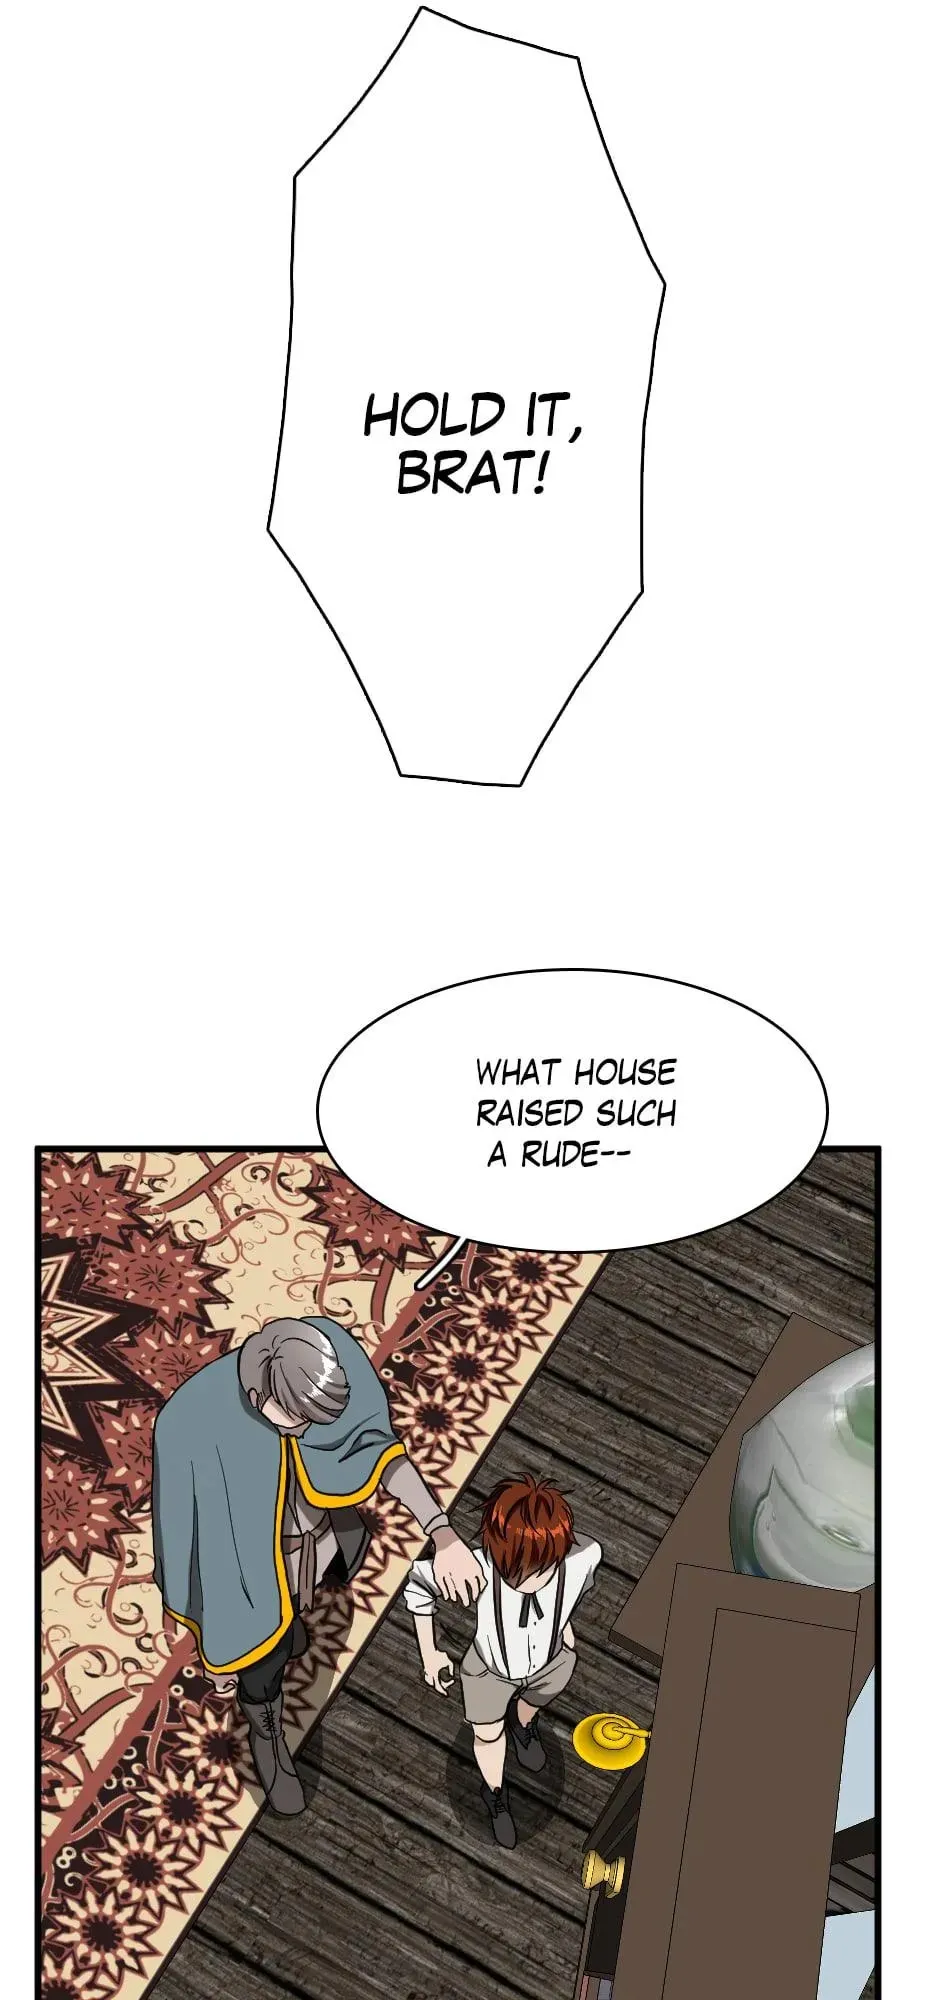 HOLD IT,
BRAT!
WHAT HOUSE
RAISED SUCH
A RUDE--